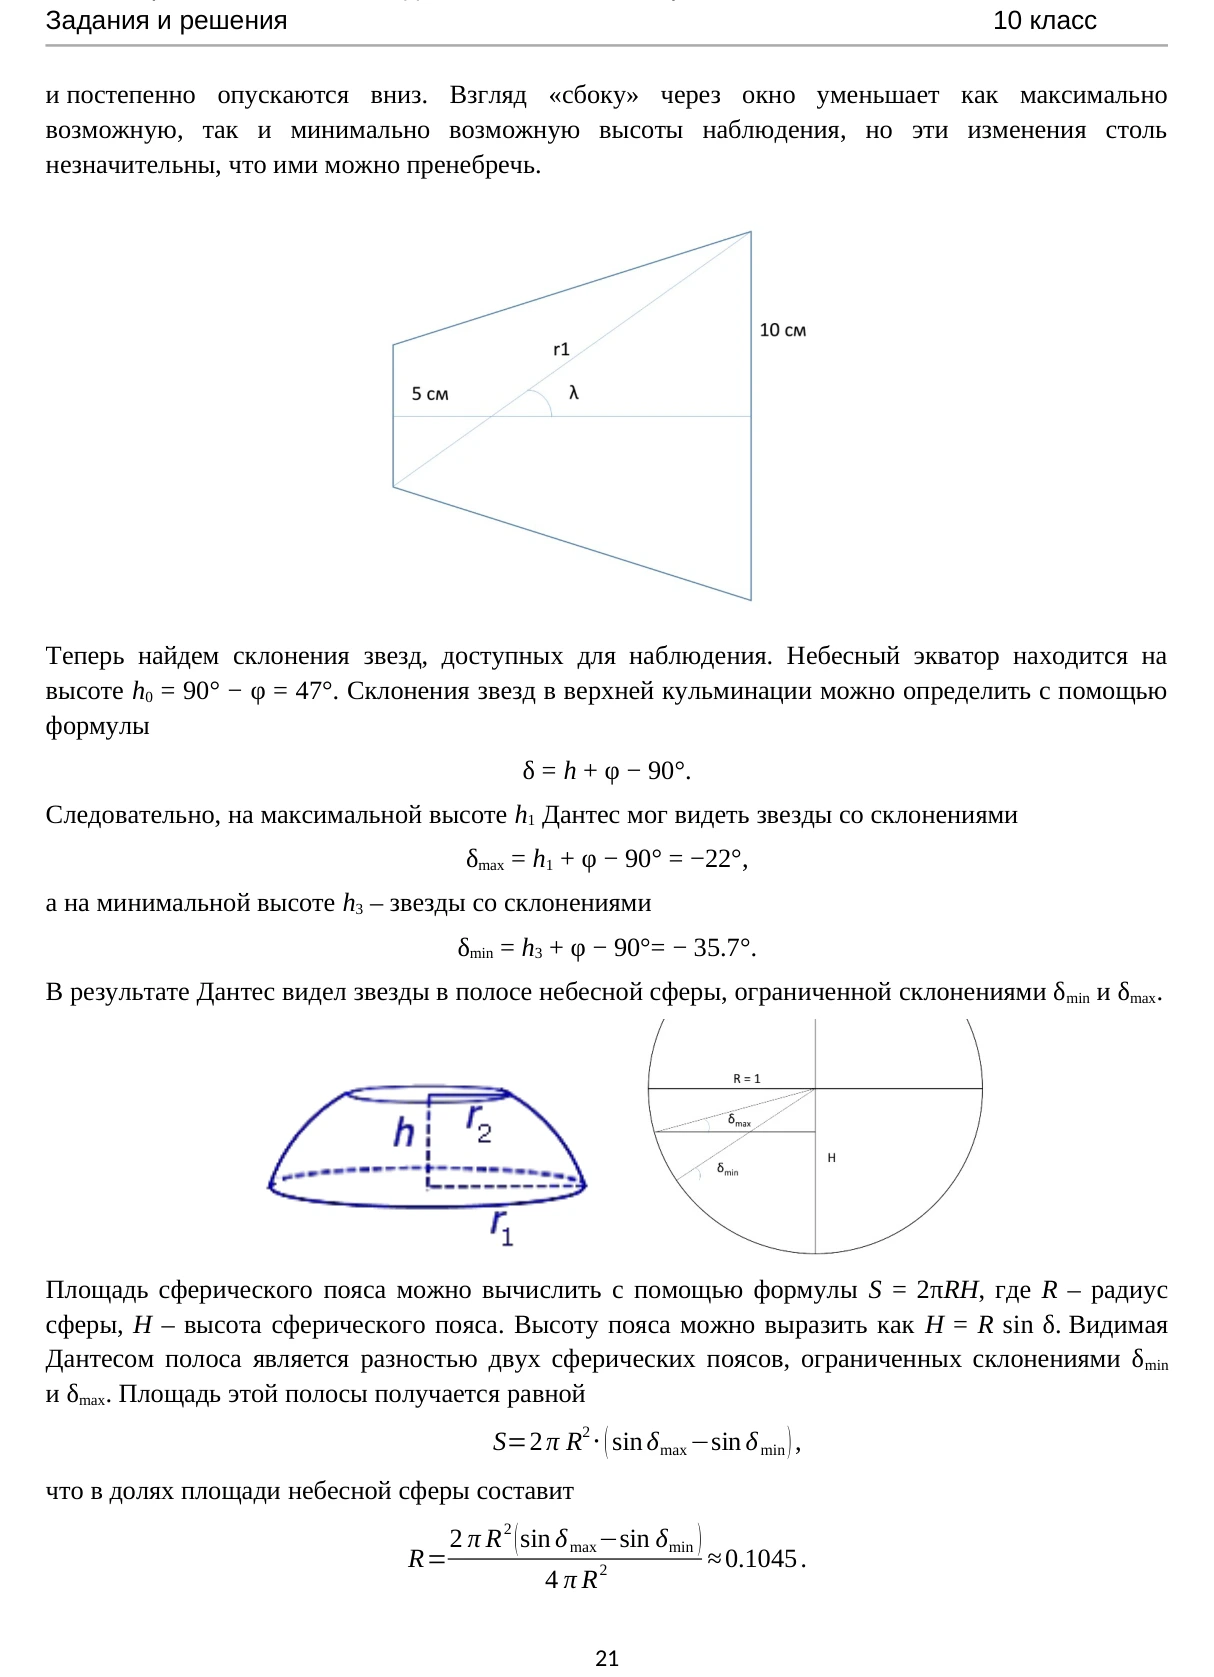 Задания и решения 10 класс
и постепенно опускаются вниз. Взгляд «сбоку» через окно уменьшает как максимально
возможную, так и минимально возможную высоты наблюдения, но эти изменения столь
незначительны, что ими можно пренебречь.
10 см
r1
5 см λ
Теперь найдем склонения звезд, доступных для наблюдения. Небесный экватор находится на
высоте h₀ = 90° − φ = 47°. Склонения звезд в верхней кульминации можно определить с помощью
формулы
δ = h + φ − 90°.
Следовательно, на максимальной высоте h₁ Дантес мог видеть звезды со склонениями
δmax = h₁ + φ − 90° = −22°,
а на минимальной высоте h₃ – звезды со склонениями
δmin = h₃ + φ − 90°= − 35.7°.
В результате Дантес видел звезды в полосе небесной сферы, ограниченной склонениями δmin и δmax.
h r₂
r₁
R = 1
δmax
H
δmin
Площадь сферического пояса можно вычислить с помощью формулы S = 2πRH, где R – радиус
сферы, H – высота сферического пояса. Высоту пояса можно выразить как H = R sin δ. Видимая
Дантесом полоса является разностью двух сферических поясов, ограниченных склонениями δmin
и δmax. Площадь этой полосы получается равной
S=2πR²·(sin δmax−sin δmin),
что в долях площади небесной сферы составит
R=2πR²(sin δmax−sin δmin)/4πR²≈0.1045.
21